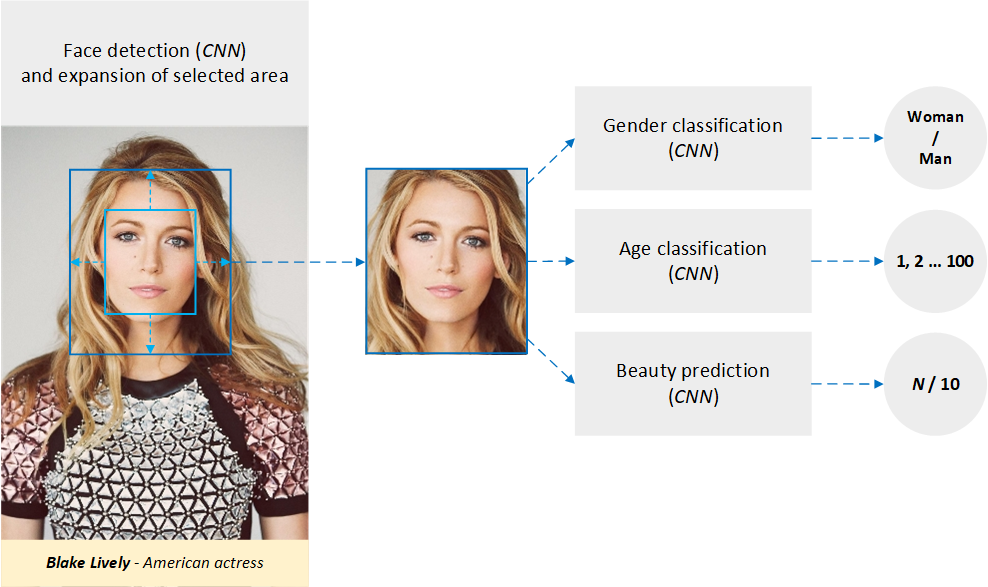 Face detection (CNN)
and expansion of selected area
Gender classification
(CNN)
Woman
/
Man
Age classification
(CNN)
1, 2 ... 100
Beauty prediction
(CNN)
N / 10
Blake Lively - American actress